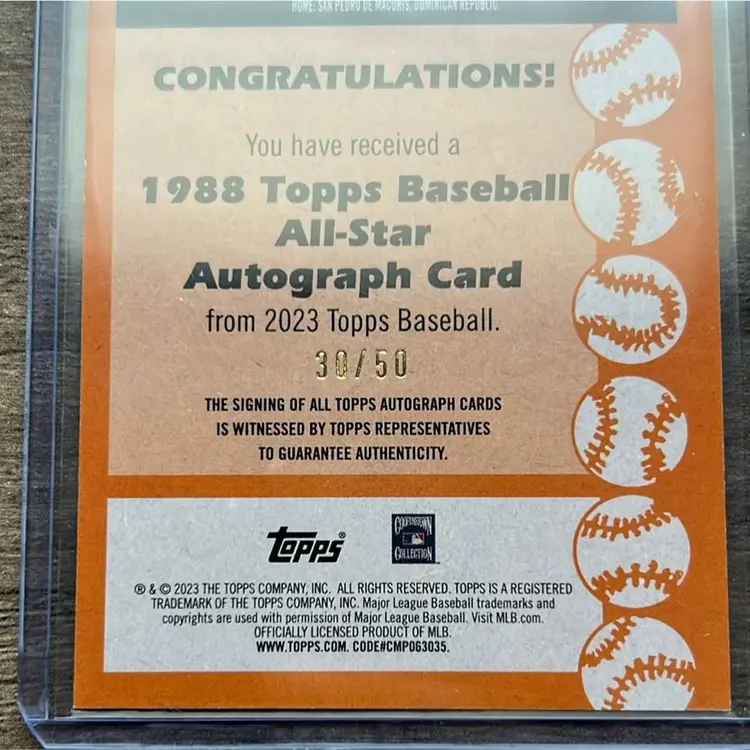 HOME: SAN PEDRO DE MACORIS, DOMINICAN REPUBLIC
CONGRATULATIONS!
You have received a
1988 Topps Baseball
All-Star
Autograph Card
from 2023 Topps Baseball.
30/50
THE SIGNING OF ALL TOPPS AUTOGRAPH CARDS
IS WITNESSED BY TOPPS REPRESENTATIVES
TO GUARANTEE AUTHENTICITY.
topps®
COOPERSTOWN
COLLECTION™
® & © 2023 THE TOPPS COMPANY, INC. ALL RIGHTS RESERVED. TOPPS IS A REGISTERED
TRADEMARK OF THE TOPPS COMPANY, INC. Major League Baseball trademarks and
copyrights are used with permission of Major League Baseball. Visit MLB.com.
OFFICIALLY LICENSED PRODUCT OF MLB.
WWW.TOPPS.COM. CODE#CMP063035.